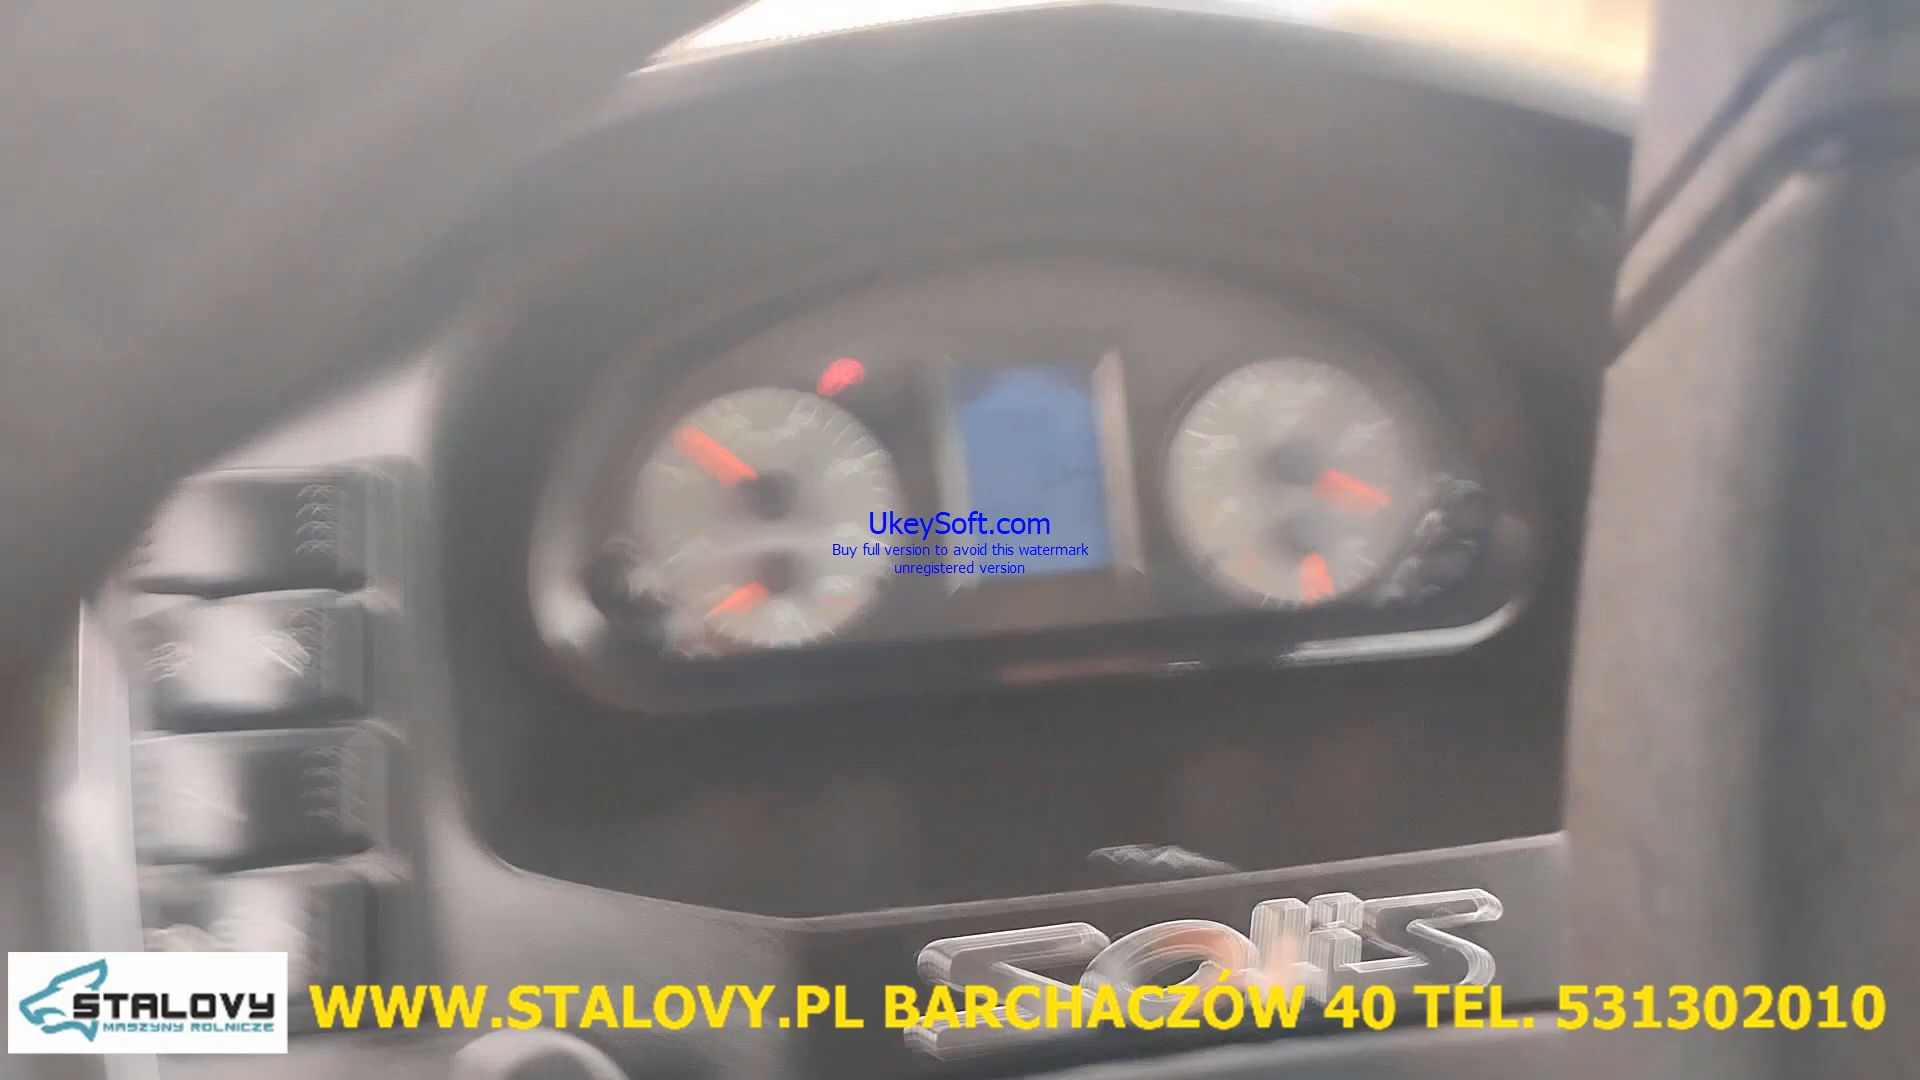 UkeySoft.com
Buy full version to avoid this watermark
unregistered version
solis
STALOVY
MASZYNY ROLNICZE
WWW.STALOVY.PL BARCHACZÓW 40 TEL. 531302010